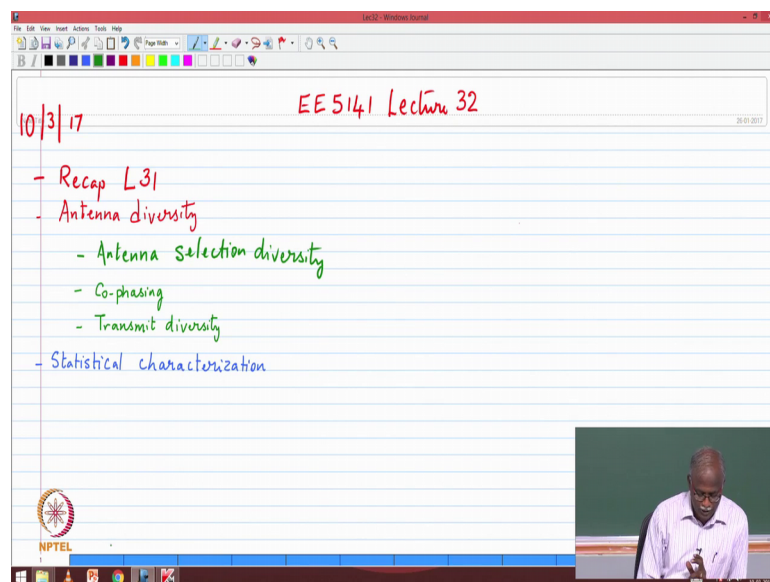 Lec32 - Windows Journal
File Edit View Insert Actions Tools Help
Page Width
B I
EE5141 Lecture 32
10/3/17
26-01-2017
- Recap L31
- Antenna diversity
- Antenna selection diversity
- Co-phasing
- Transmit diversity
- Statistical characterization
NPTEL